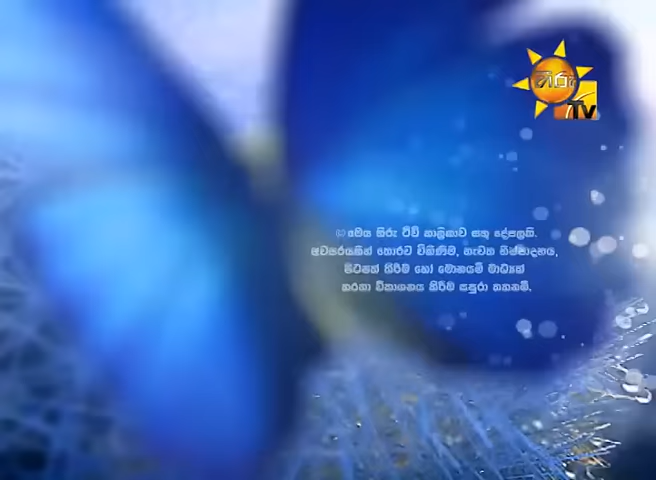 හිරු
TV
© මෙය හිරු ටීවී නාලිකාව සතු දේපලකි.
අවසරයකින් තොරව විකිණීම, නැවත නිෂ්පාදනය,
පිටපත් කිරීම හෝ මොනයම් මාධ්‍යක්
හරහා විකාශනය කිරීම සපුරා තහනම්.